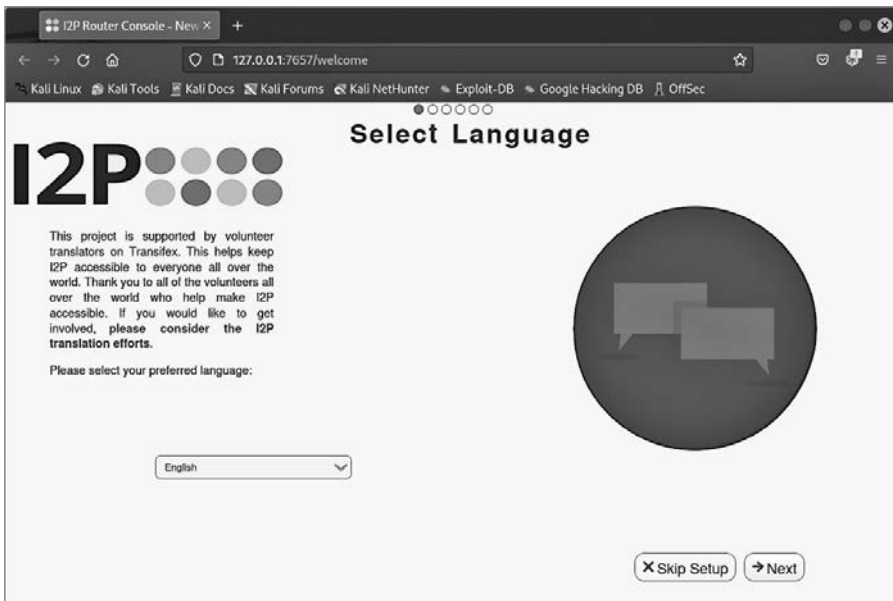 I2P Router Console - New
127.0.0.1:7657/welcome
Kali Linux Kali Tools Kali Docs Kali Forums Kali NetHunter Exploit-DB Google Hacking DB OffSec
Select Language
I2P
This project is supported by volunteer
translators on Transifex. This helps keep
I2P accessible to everyone all over the
world. Thank you to all of the volunteers all
over the world who help make I2P
accessible. If you would like to get
involved, please consider the I2P
translation efforts.
Please select your preferred language:
English
Skip Setup Next